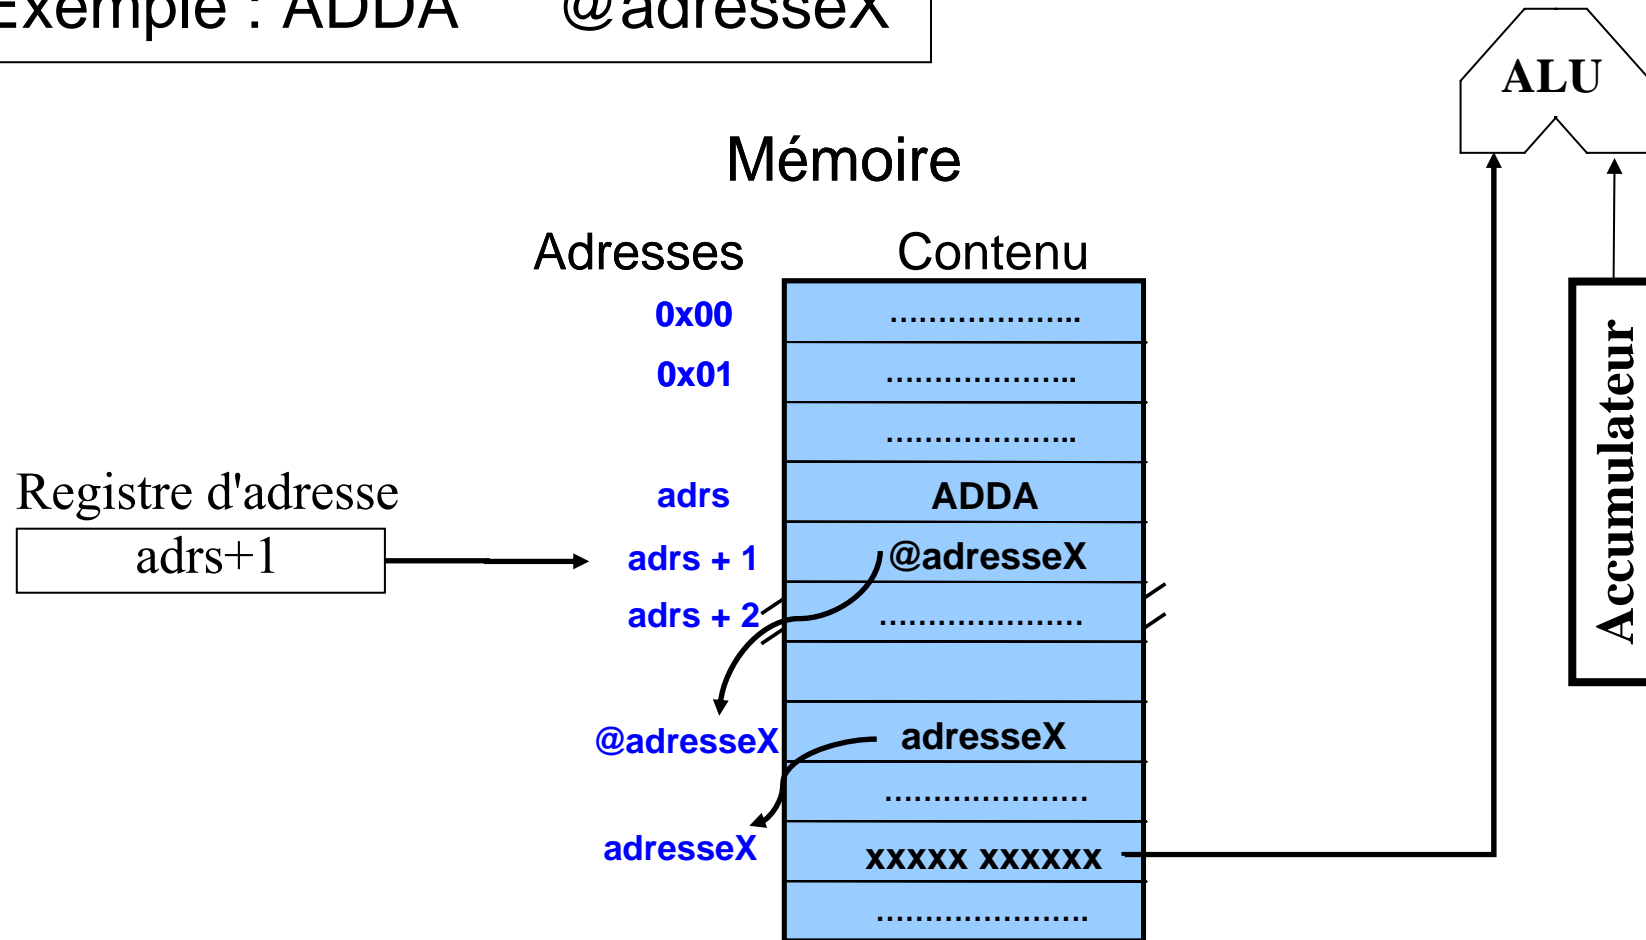 Exemple : ADDA @adresseX
ALU
Mémoire
Adresses Contenu
0x00 ………………..
0x01 ………………..
………………..
Registre d'adresse
adrs ADDA
adrs+1
adrs + 1 @adresseX
adrs + 2 …………………
@adresseX adresseX
…………………
adresseX xxxxx xxxxxx
………………….
Accumulateur